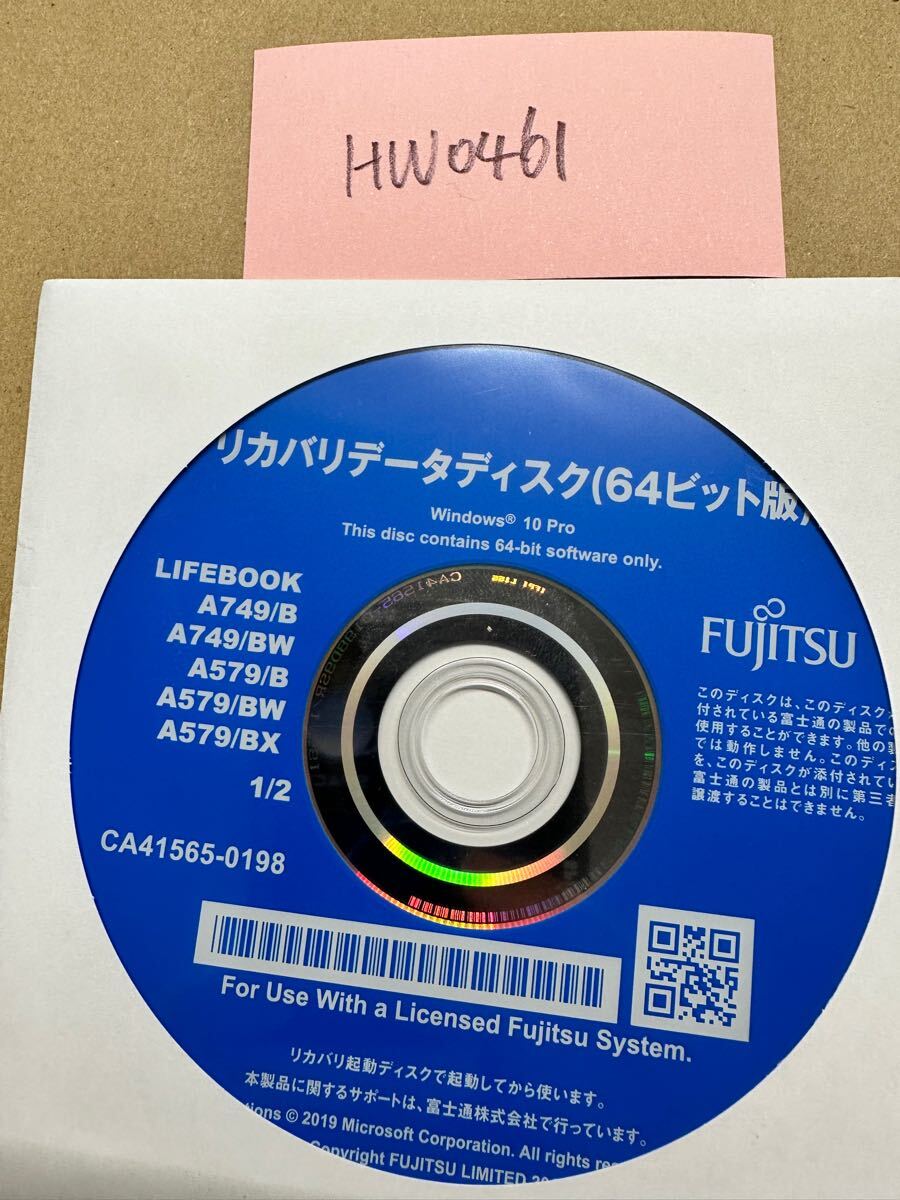 HW0461
リカバリデータディスク(64ビット版)
Windows® 10 Pro
This disc contains 64-bit software only.
LIFEBOOK
A749/B
A749/BW
A579/B
A579/BW
A579/BX
1/2
CA41565-0198
FUJITSU
このディスクは、このディスクが
付されている富士通の製品での
使用することができます。他の製
では動作しません。このディス
を、このディスクが添付されてい
富士通の製品とは別に第三者
譲渡することはできません。
For Use With a Licensed Fujitsu System.
リカバリ起動ディスクで起動してから使います。
本製品に関するサポートは、富士通株式会社で行っています。
tions © 2019 Microsoft Corporation. All rights res
Copyright FUJITSU LIMITED 20